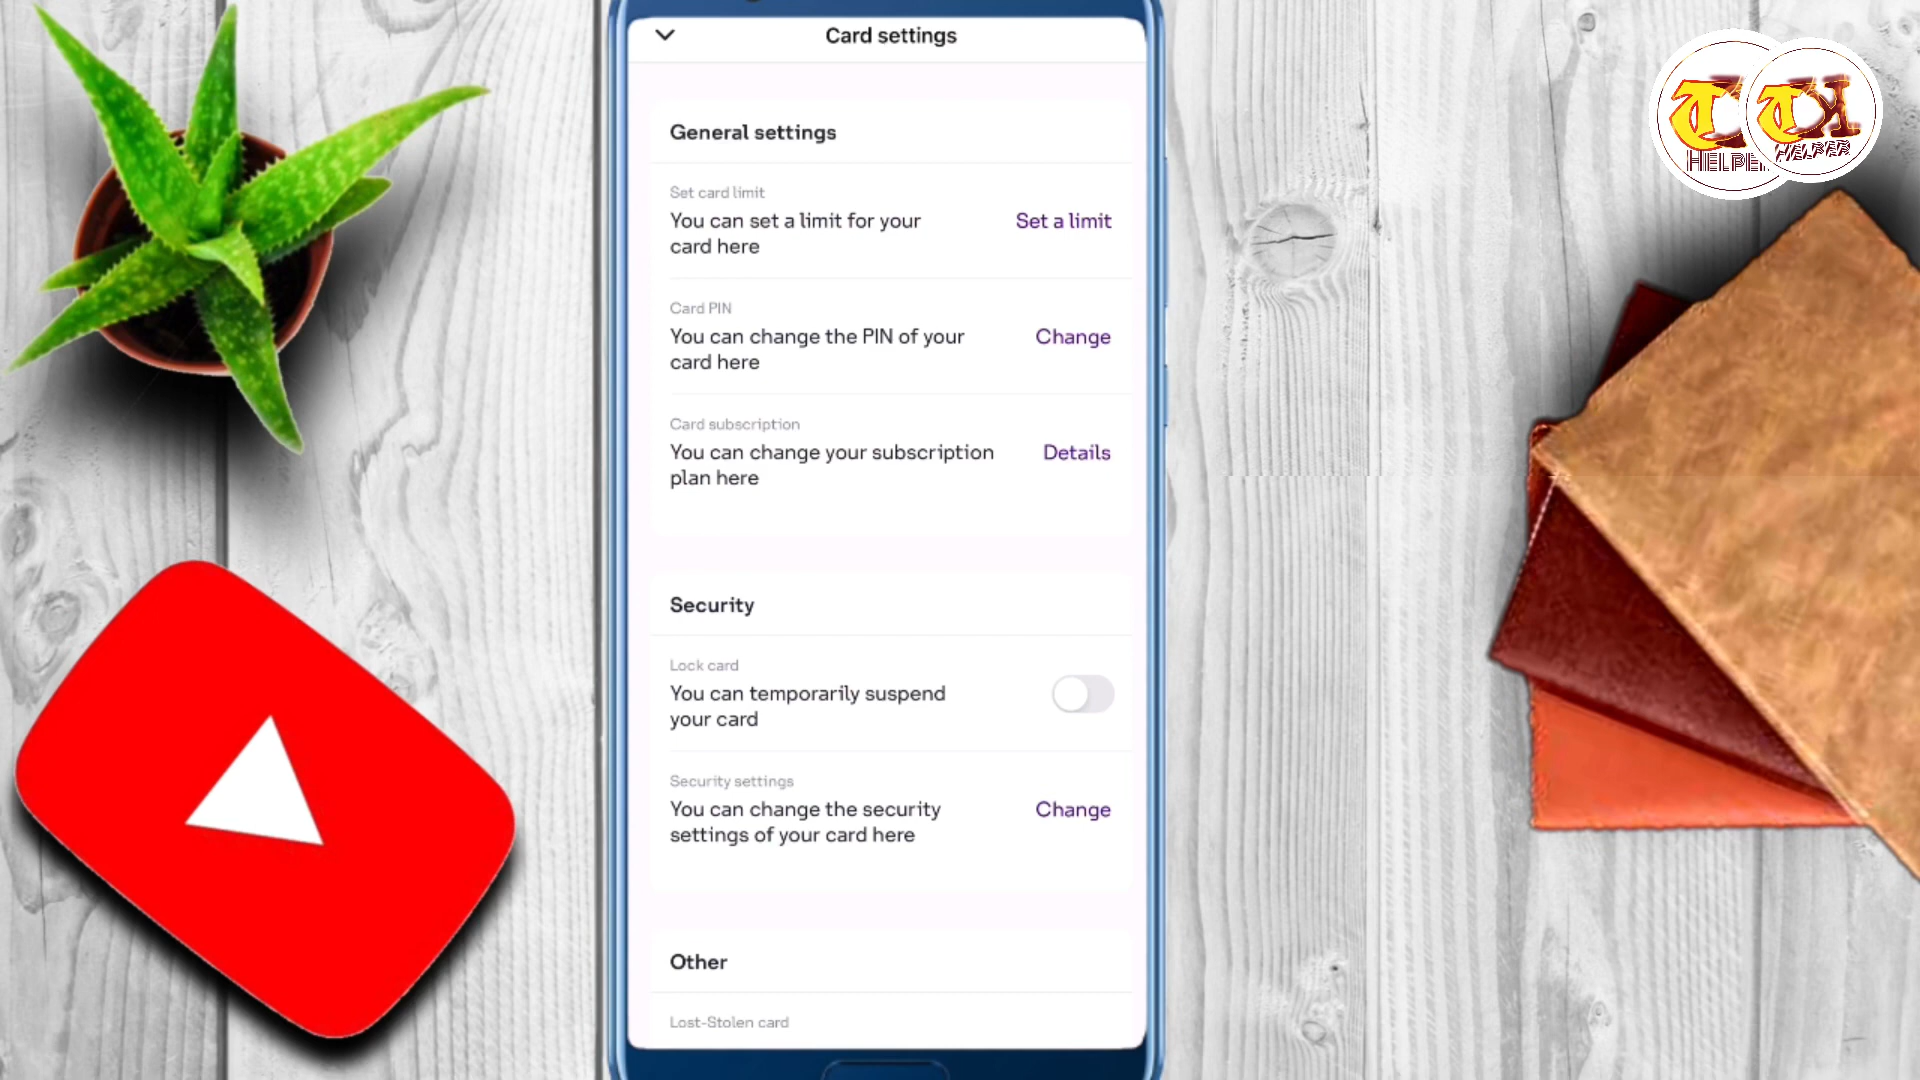 Card settings
General settings
Set card limit
You can set a limit for your
card here
Set a limit
Card PIN
You can change the PIN of your
card here
Change
Card subscription
You can change your subscription
plan here
Details
Security
Lock card
You can temporarily suspend
your card
Security settings
You can change the security
settings of your card here
Change
Other
Lost-Stolen card
HELPER